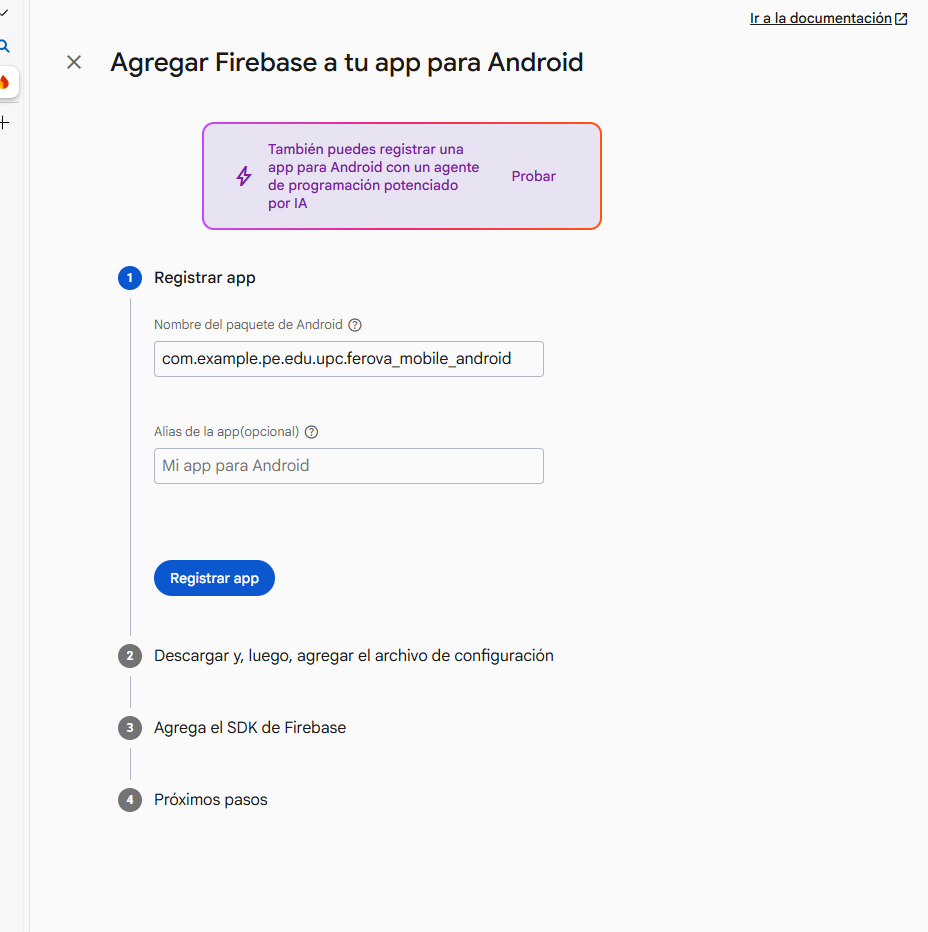 Ir a la documentación
Agregar Firebase a tu app para Android
También puedes registrar una
app para Android con un agente
de programación potenciado
por IA
Probar
1 Registrar app
Nombre del paquete de Android
com.example.pe.edu.upc.ferova_mobile_android
Alias de la app(opcional)
Mi app para Android
Registrar app
2 Descargar y, luego, agregar el archivo de configuración
3 Agrega el SDK de Firebase
4 Próximos pasos